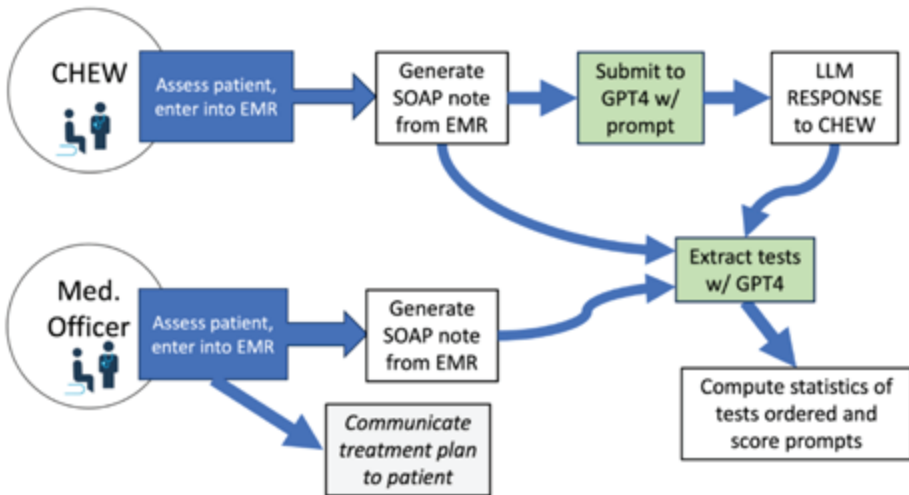 CHEW
Assess patient,
enter into EMR
Generate
SOAP note
from EMR
Submit to
GPT4 w/
prompt
LLM
RESPONSE
to CHEW
Extract tests
w/ GPT4
Med.
Officer
Assess patient,
enter into EMR
Generate
SOAP note
from EMR
Communicate
treatment plan
to patient
Compute statistics of
tests ordered and
score prompts